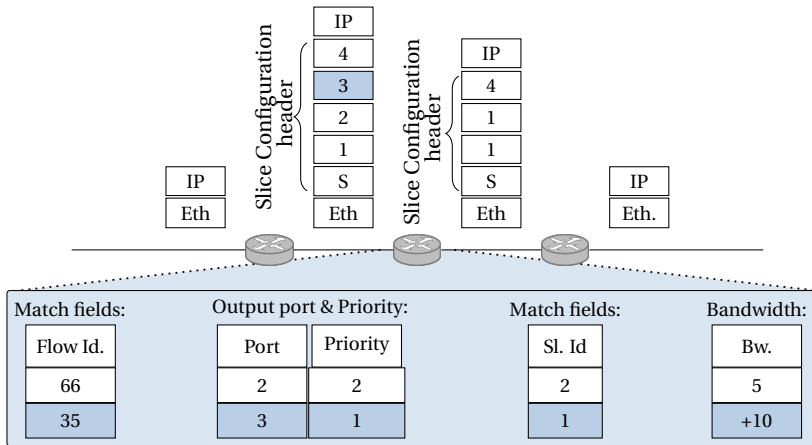 IP
4
3
2
1
S
Eth
Slice Configuration
header
IP
4
1
1
S
Eth
Slice Configuration
header
IP
Eth
IP
Eth.
Match fields:
Output port & Priority:
Match fields:
Bandwidth:
Flow Id.
Port
Priority
Sl. Id
Bw.
66
2
2
2
5
35
3
1
1
+10